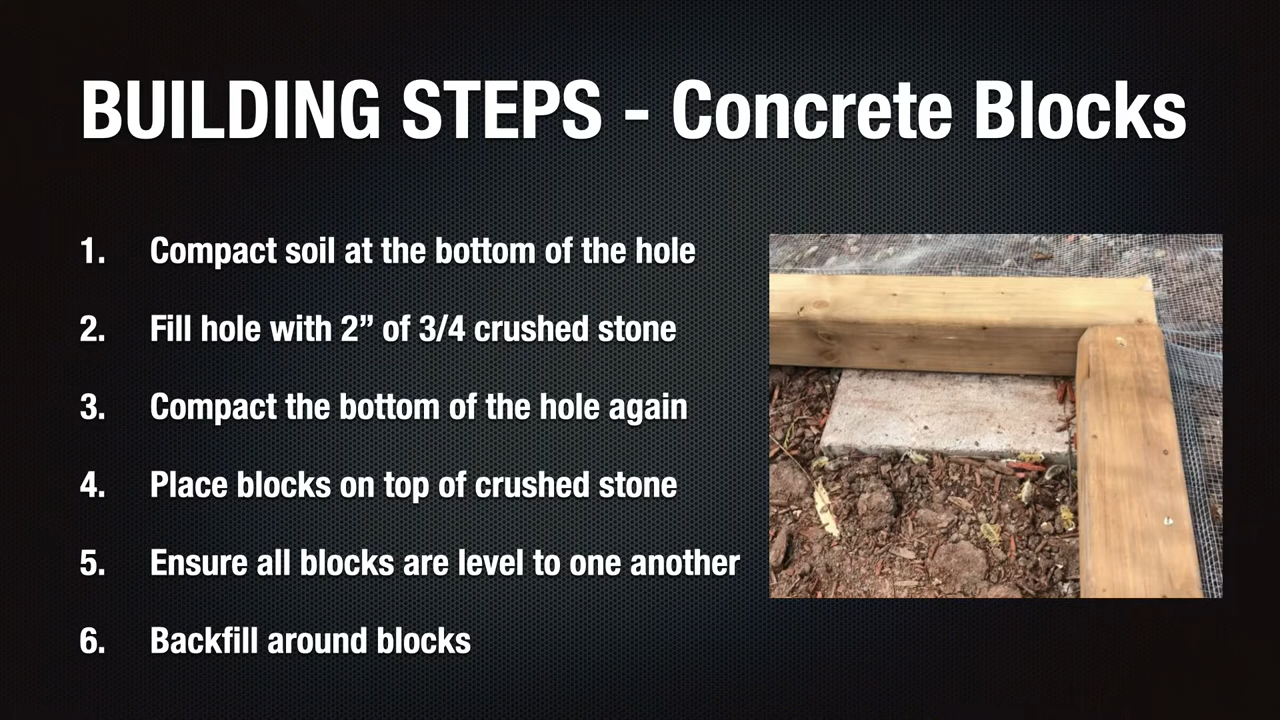 BUILDING STEPS - Concrete Blocks
1. Compact soil at the bottom of the hole
2. Fill hole with 2” of 3/4 crushed stone
3. Compact the bottom of the hole again
4. Place blocks on top of crushed stone
5. Ensure all blocks are level to one another
6. Backfill around blocks